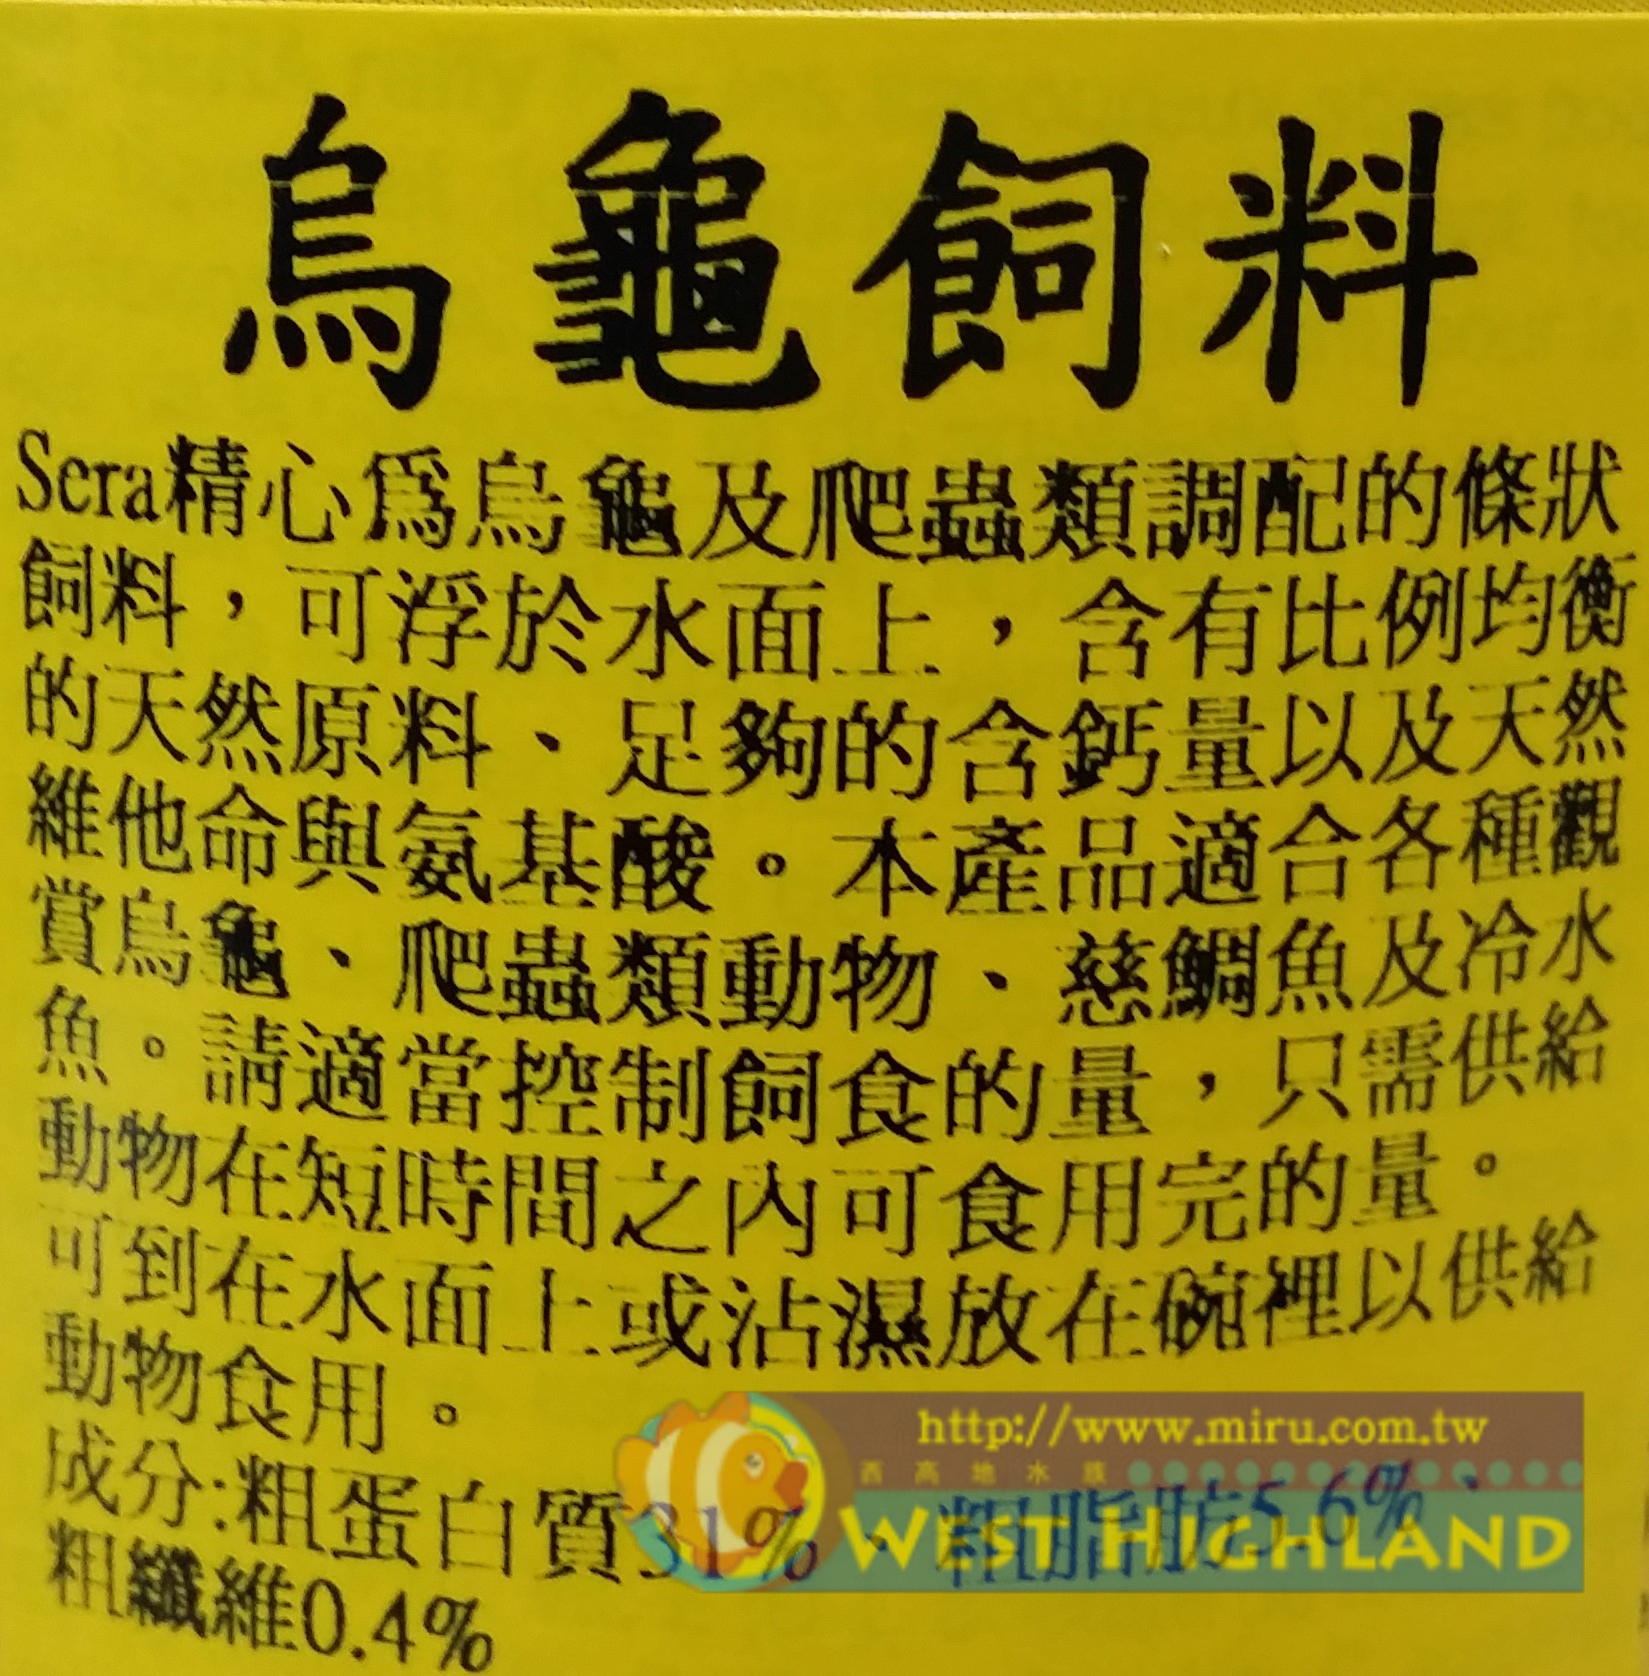 烏龜飼料
Sera精心爲烏龜及爬蟲類調配的條狀
飼料，可浮於水面上，含有比例均衡
的天然原料、足夠的含鈣量以及天然
維他命與氨基酸。本產品適合各種觀
賞烏龜、爬蟲類動物、慈鯛魚及冷水
魚。請適當控制飼食的量，只需供給
動物在短時間之內可食用完的量。
可到在水面上或沾濕放在碗裡以供給
動物食用。
成分:粗蛋白質31%、粗脂肪5.6%、
粗纖維0.4%
http://www.miru.com.tw
西高地水族
WEST HIGHLAND